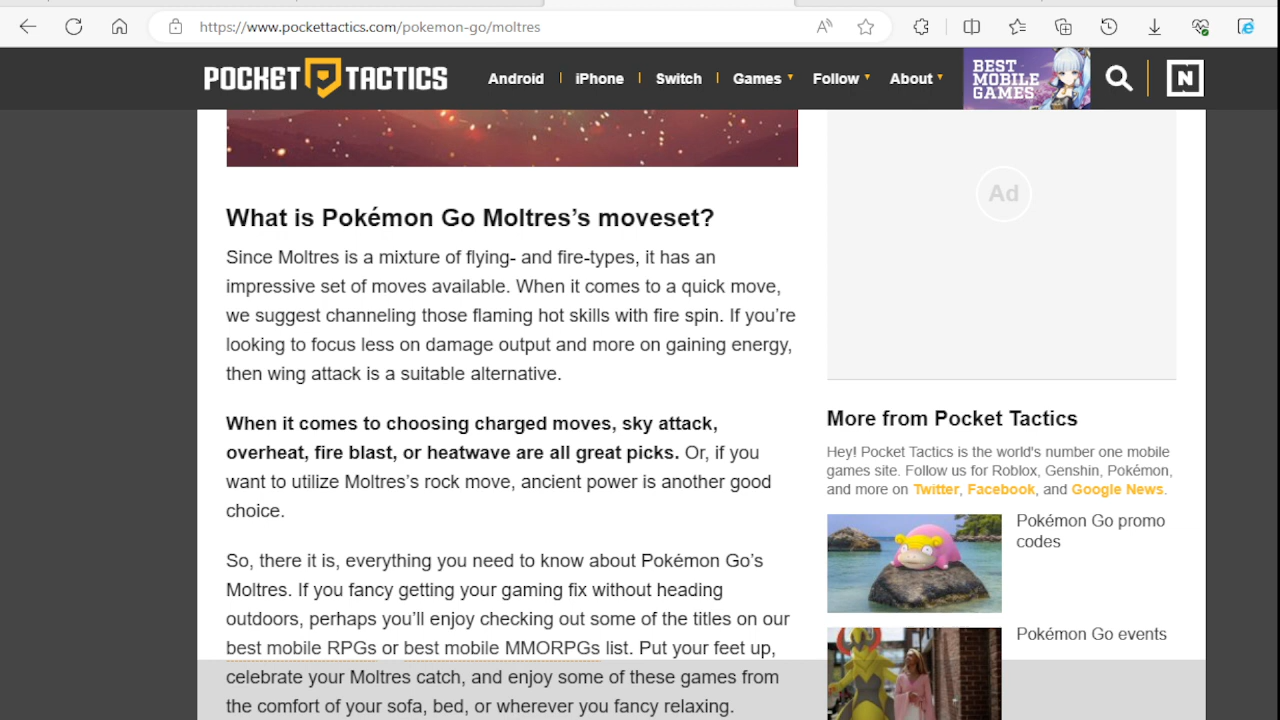 https://www.pockettactics.com/pokemon-go/moltres
POCKET TACTICS
Android
iPhone
Switch
Games
Follow
About
BEST
MOBILE
GAMES
N
What is Pokémon Go Moltres’s moveset?
Since Moltres is a mixture of flying- and fire-types, it has an
impressive set of moves available. When it comes to a quick move,
we suggest channeling those flaming hot skills with fire spin. If you’re
looking to focus less on damage output and more on gaining energy,
then wing attack is a suitable alternative.
When it comes to choosing charged moves, sky attack,
overheat, fire blast, or heatwave are all great picks. Or, if you
want to utilize Moltres’s rock move, ancient power is another good
choice.
So, there it is, everything you need to know about Pokémon Go’s
Moltres. If you fancy getting your gaming fix without heading
outdoors, perhaps you’ll enjoy checking out some of the titles on our
best mobile RPGs or best mobile MMORPGs list. Put your feet up,
celebrate your Moltres catch, and enjoy some of these games from
the comfort of your sofa, bed, or wherever you fancy relaxing.
Ad
More from Pocket Tactics
Hey! Pocket Tactics is the world's number one mobile
games site. Follow us for Roblox, Genshin, Pokémon,
and more on Twitter, Facebook, and Google News.
Pokémon Go promo
codes
Pokémon Go events